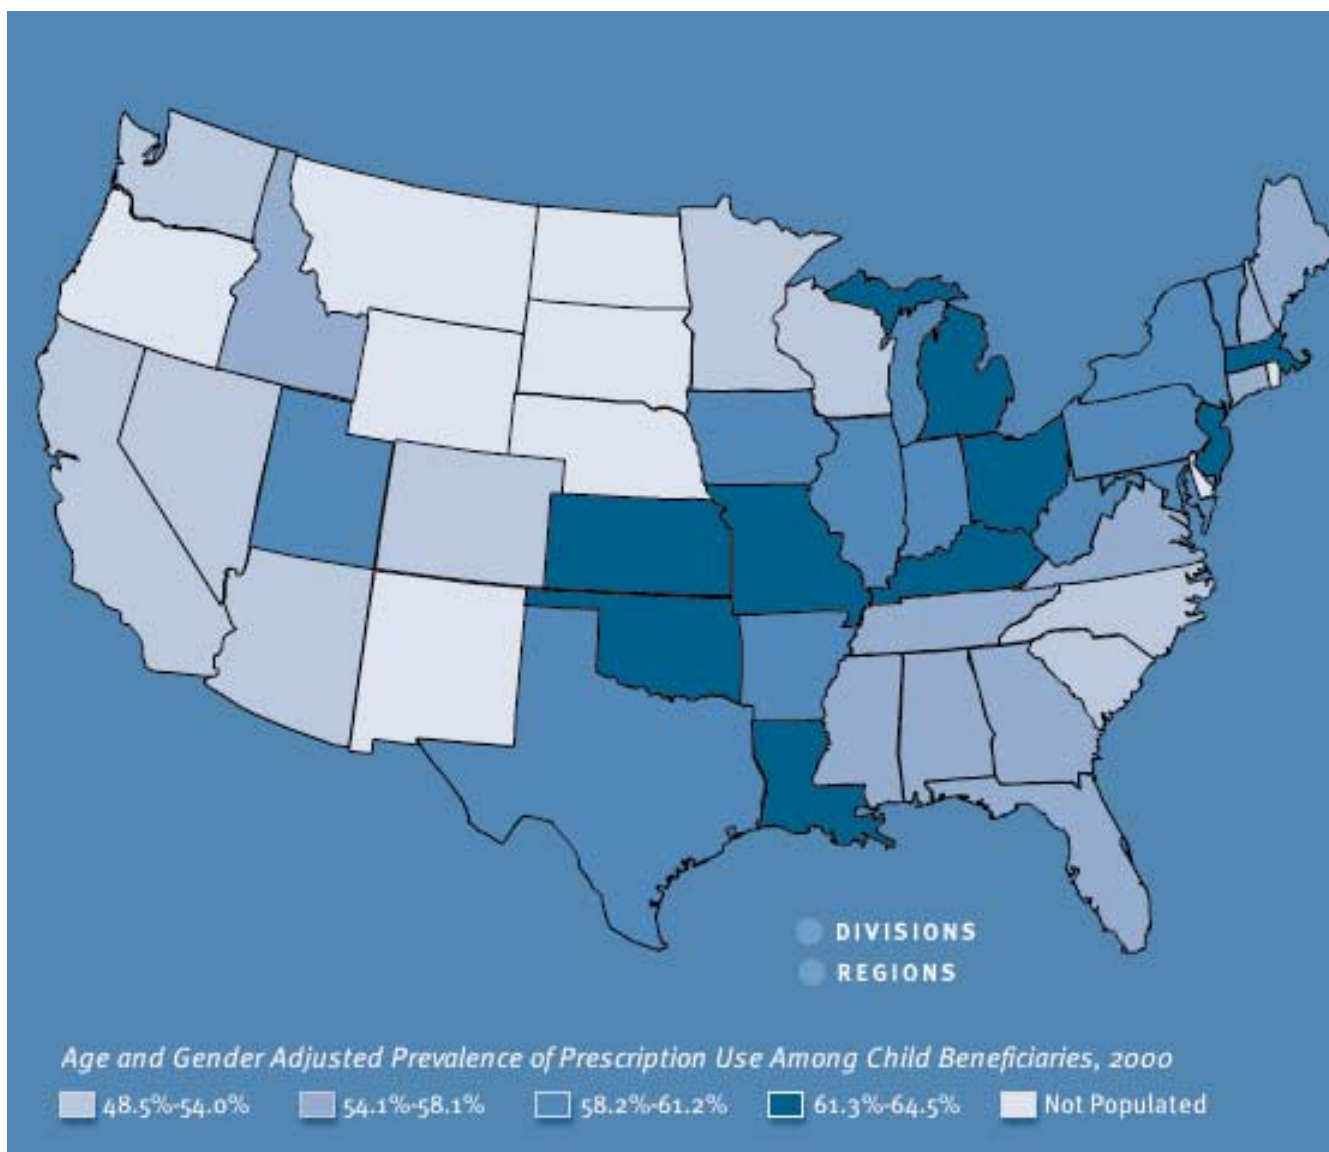 DIVISIONS
REGIONS
Age and Gender Adjusted Prevalence of Prescription Use Among Child Beneficiaries, 2000
48.5%-54.0% 54.1%-58.1% 58.2%-61.2% 61.3%-64.5% Not Populated